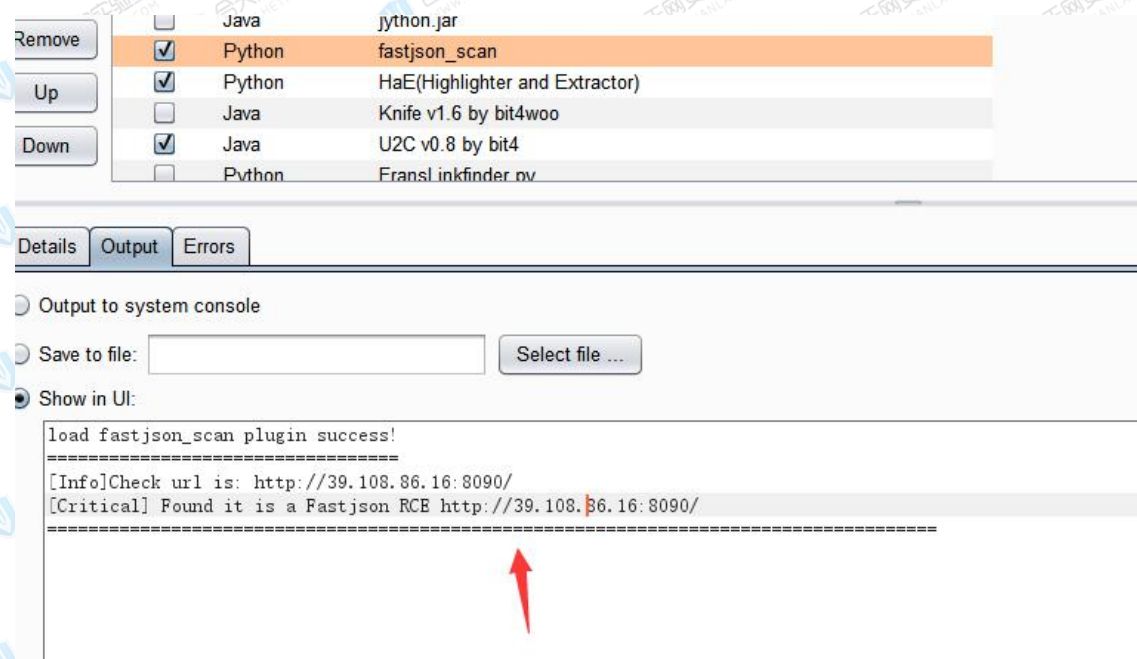 Java jython.jar
Remove
Python fastjson_scan
Python HaE(Highlighter and Extractor)
Up
Java Knife v1.6 by bit4woo
Down
Java U2C v0.8 by bit4
Python FransLinkfinder.py
Details Output Errors
Output to system console
Save to file: Select file ...
Show in UI:
load fastjson_scan plugin success!
==================================
[Info]Check url is: http://39.108.86.16:8090/
[Critical] Found it is a Fastjson RCE http://39.108.86.16:8090/
======================================================================================